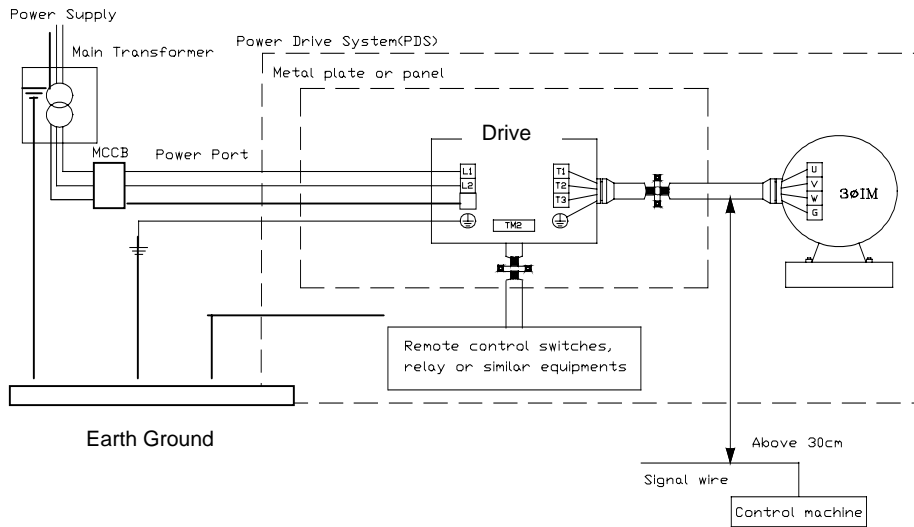 Power Supply
Main Transformer
Power Drive System(PDS)
Metal plate or panel
Drive
MCCB
Power Port
L1
L2
T1
T2
T3
TM2
U
V
W
G
3øIM
Remote control switches,
relay or similar equipments
Earth Ground
Above 30cm
Signal wire
Control machine